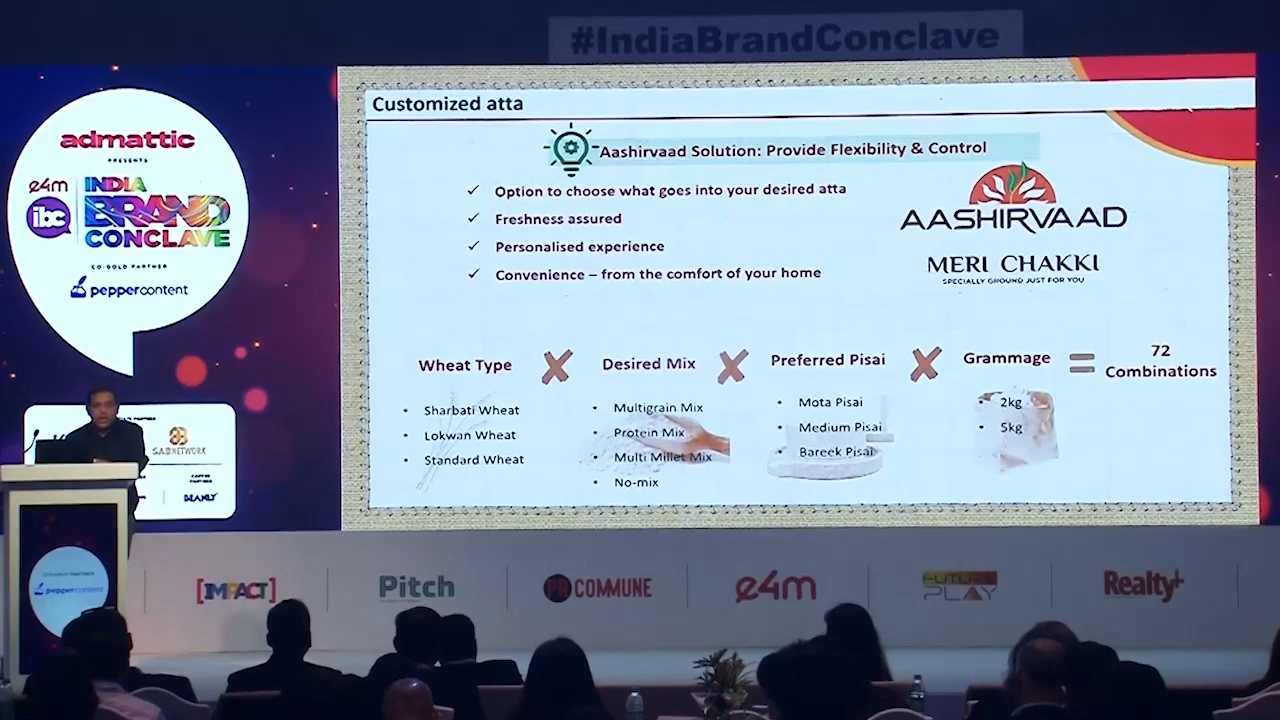 #IndiaBrandConclave
admattic
PRESENTS
e4m
ibc
INDIA
BRAND
CONCLAVE
CO-GOLD PARTNER
peppercontent
SABNETWORK
PARTNER
BEANLY
peppercontent
Customized atta
Aashirvaad Solution: Provide Flexibility & Control
✓ Option to choose what goes into your desired atta
✓ Freshness assured
✓ Personalised experience
✓ Convenience – from the comfort of your home
AASHIRVAAD
MERI CHAKKI
SPECIALLY GROUND JUST FOR YOU
Wheat Type
• Sharbati Wheat
• Lokwan Wheat
• Standard Wheat
Desired Mix
• Multigrain Mix
• Protein Mix
• Multi Millet Mix
• No-mix
Preferred Pisai
• Mota Pisai
• Medium Pisai
• Bareek Pisai
Grammage
• 2kg
• 5kg
72
Combinations
[IMPACT]
Pitch
PR COMMUNE
e4m
FUTURE
PLAY
Realty+